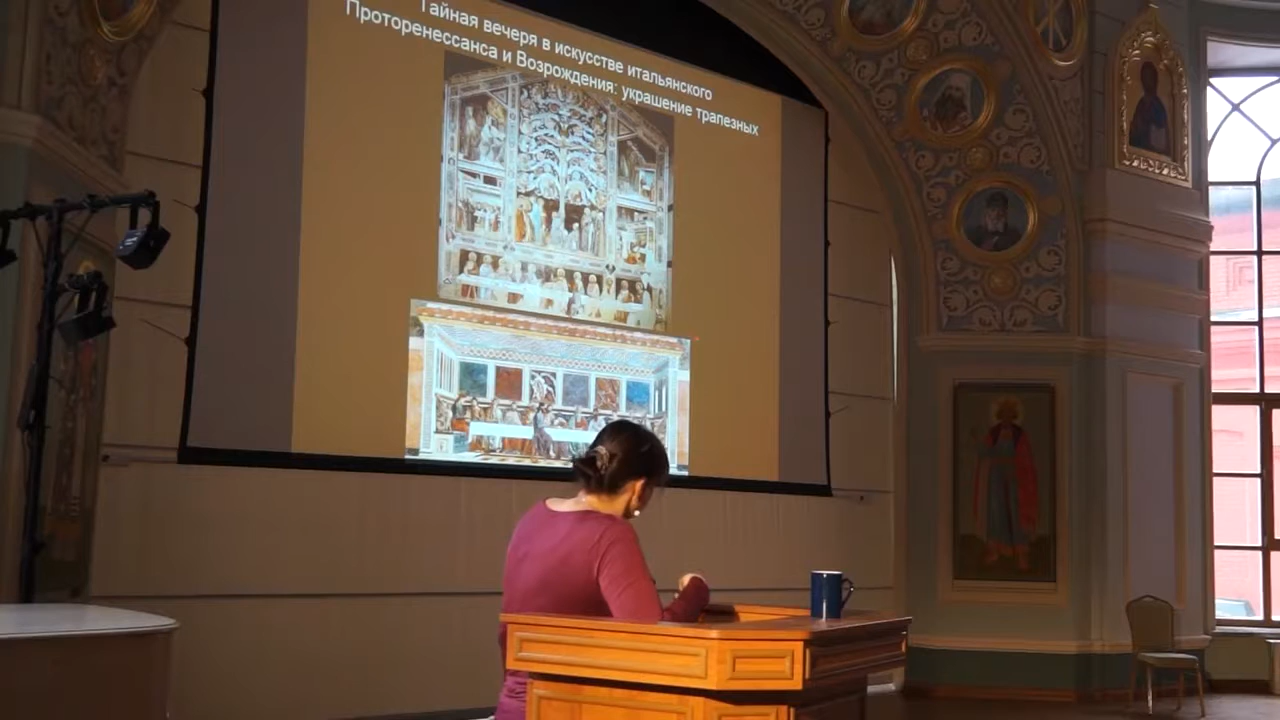 Тайная вечеря в искусстве итальянского
Проторенессанса и Возрождения: украшение трапезных